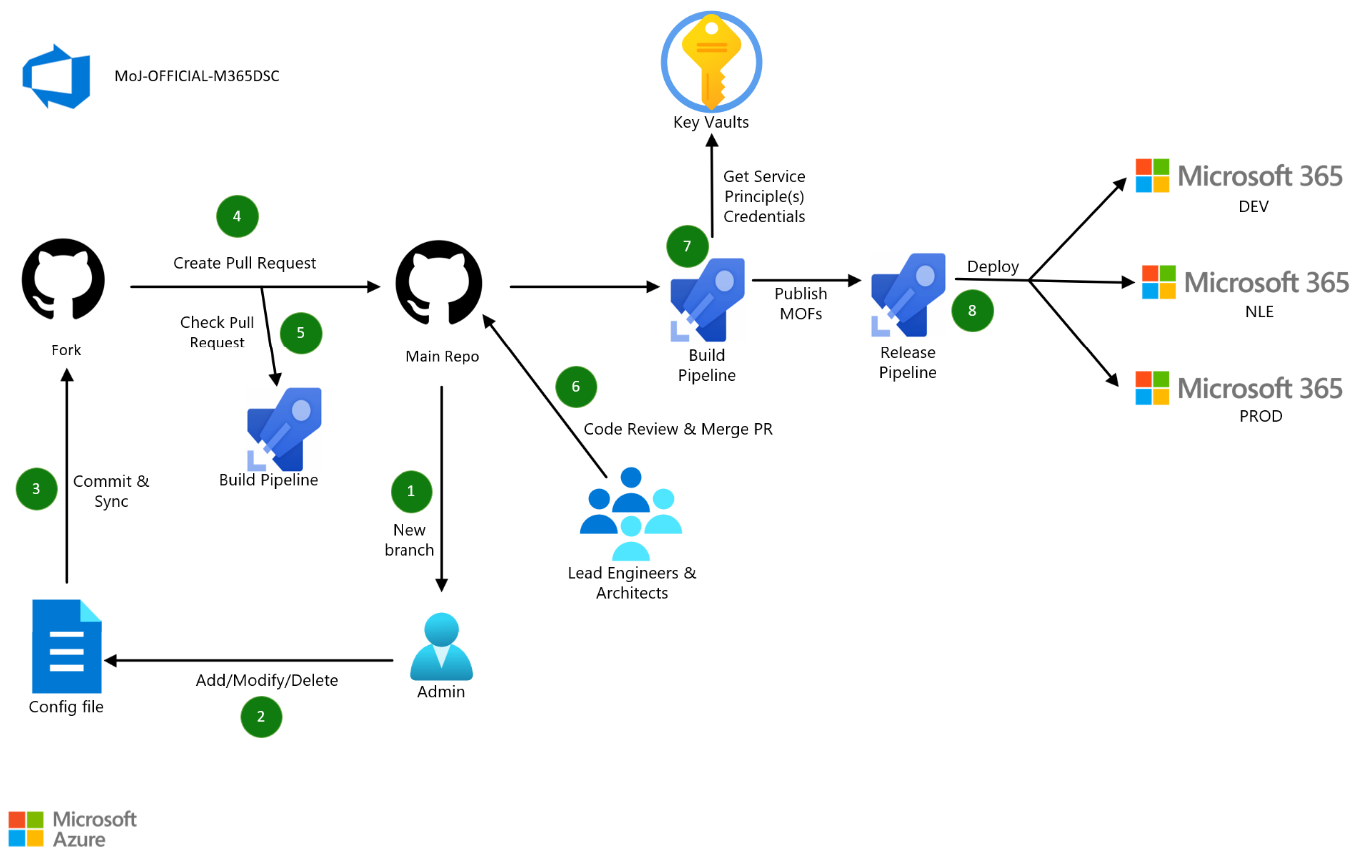 MoJ-OFFICIAL-M365DSC
Key Vaults
Get Service
Principle(s)
Credentials
Microsoft 365
DEV
4
Create Pull Request
7
Deploy
Microsoft 365
NLE
Check Pull
Request
5
Publish
MOFs
8
Fork
Main Repo
Build
Pipeline
Release
Pipeline
Microsoft 365
PROD
6
Code Review & Merge PR
Build Pipeline
3
Commit &
Sync
1
New
branch
Lead Engineers &
Architects
Config file
Add/Modify/Delete
2
Admin
Microsoft
Azure